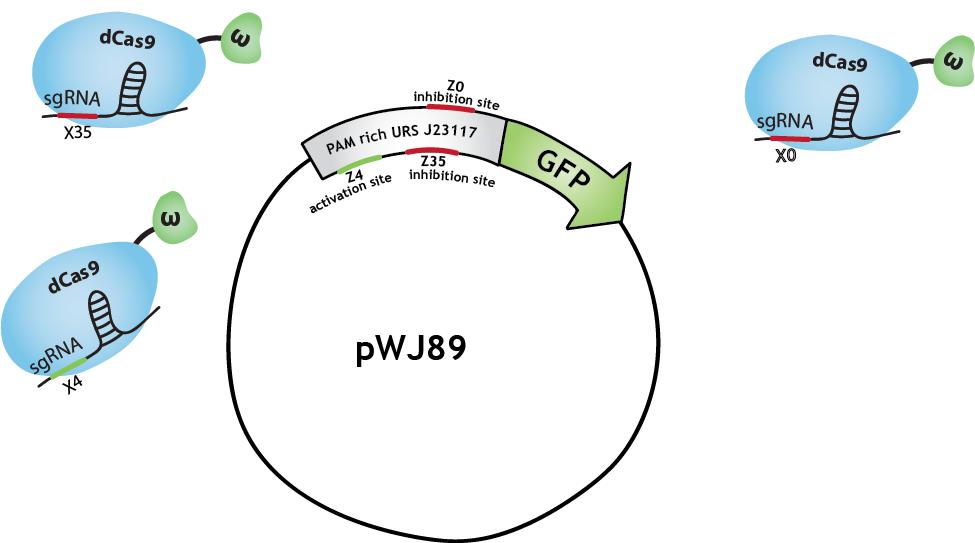 dCas9
ω
sgRNA
X35
dCas9
ω
sgRNA
X4
Z0
inhibition site
PAM rich URS J23117
Z4
activation site
Z35
inhibition site
GFP
pWJ89
dCas9
ω
sgRNA
X0